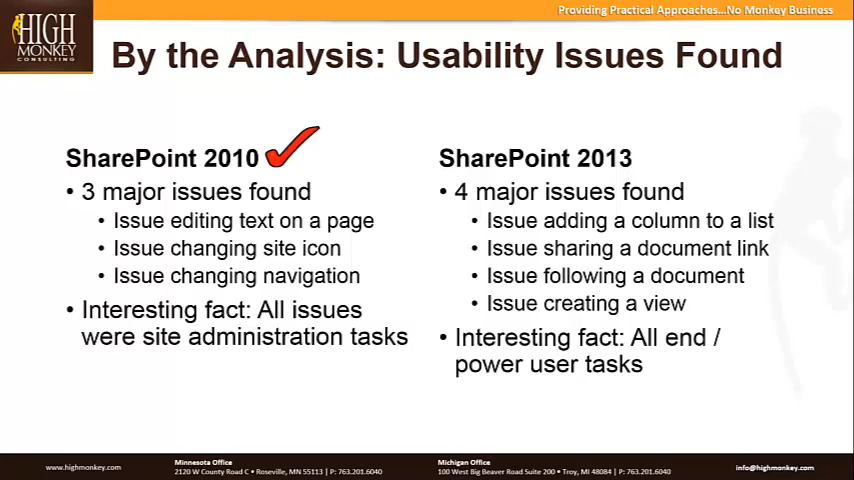 Providing Practical Approaches...No Monkey Business
HIGH
MONKEY
CONSULTING
By the Analysis: Usability Issues Found
SharePoint 2010
• 3 major issues found
• Issue editing text on a page
• Issue changing site icon
• Issue changing navigation
• Interesting fact: All issues
were site administration tasks
SharePoint 2013
• 4 major issues found
• Issue adding a column to a list
• Issue sharing a document link
• Issue following a document
• Issue creating a view
• Interesting fact: All end /
power user tasks
www.highmonkey.com
Minnesota Office
2120 W County Road C • Roseville, MN 55113 | P: 763.201.6040
Michigan Office
100 West Big Beaver Road Suite 200 • Troy, MI 48084 | P: 763.201.6040
info@highmonkey.com